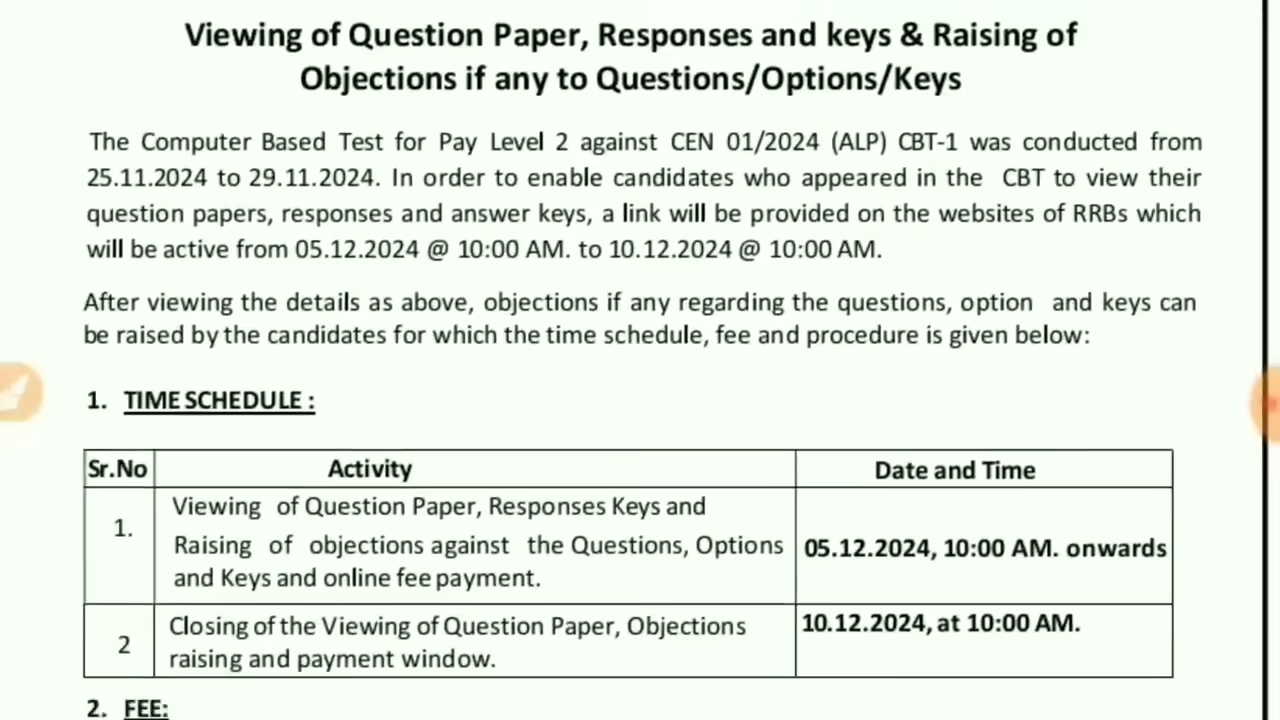 Viewing of Question Paper, Responses and keys & Raising of
Objections if any to Questions/Options/Keys
The Computer Based Test for Pay Level 2 against CEN 01/2024 (ALP) CBT-1 was conducted from
25.11.2024 to 29.11.2024. In order to enable candidates who appeared in the CBT to view their
question papers, responses and answer keys, a link will be provided on the websites of RRBs which
will be active from 05.12.2024 @ 10:00 AM. to 10.12.2024 @ 10:00 AM.
After viewing the details as above, objections if any regarding the questions, option and keys can
be raised by the candidates for which the time schedule, fee and procedure is given below:
1. TIME SCHEDULE :
Sr.No Activity Date and Time
1. Viewing of Question Paper, Responses Keys and
Raising of objections against the Questions, Options
and Keys and online fee payment.
05.12.2024, 10:00 AM. onwards
2 Closing of the Viewing of Question Paper, Objections
raising and payment window.
10.12.2024, at 10:00 AM.
2. FEE: